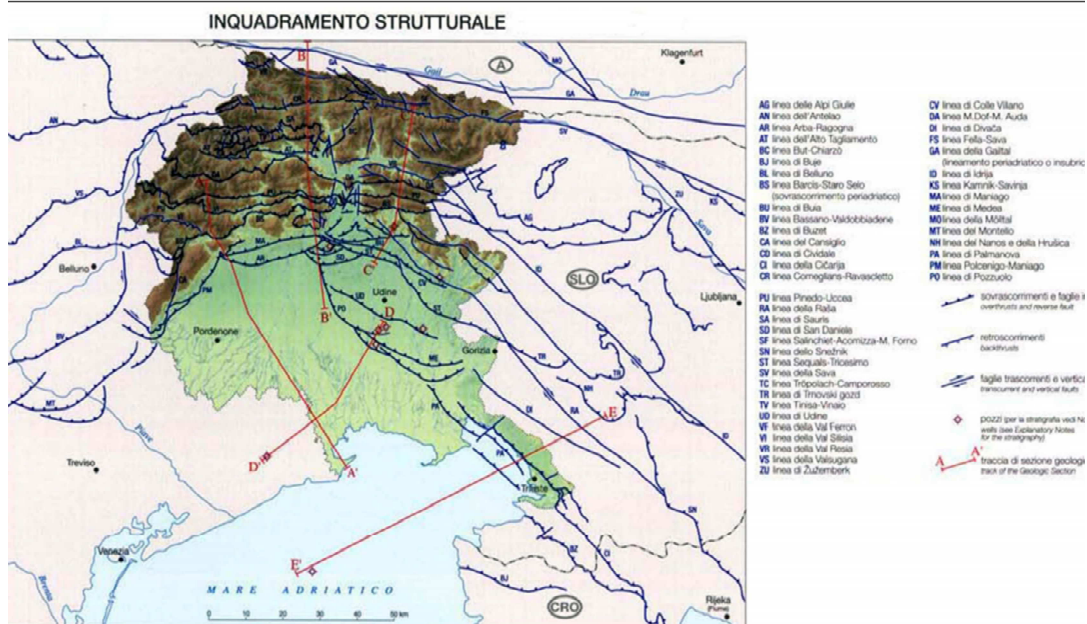 INQUADRAMENTO STRUTTURALE
Klagenfurt
Gail
Drau
A
Sava
SLO
CRO
Belluno
Udine
Pordenone
Gorizia
Ljubljana
Treviso
Piave
Trieste
Venezia
Brenta
Rijeka
(Fiume)
MARE ADRIATICO
0 10 20 30 40 50 km
B
B'
C'
D
D'
A'
E
E'
AG linea delle Alpi Giulie
AN linea dell'Antelao
AR linea Arba-Ragogna
AT linea dell'Alto Tagliamento
BC linea But-Chiarzò
BJ linea di Buje
BL linea di Belluno
BS linea Barcis-Staro Selo
(sovrascorrimento periadriatico)
BU linea di Buia
BV linea Bassano-Valdobbiadene
BZ linea di Buzet
CA linea del Cansiglio
CD linea di Cividale
CI linea della Cičarija
CR linea Comeglians-Ravascletto
PU linea Pinedo-Uccea
RA linea della Raša
SA linea di Sauris
SD linea di San Daniele
SF linea Salinchiet-Acomizza-M. Forno
SN linea dello Snežnik
ST linea Sequals-Tricesimo
SV linea della Sava
TC linea Tröpolach-Camporosso
TR linea di Trnovski gozd
TV linea Tinisa-Vinaio
UD linea di Udine
VF linea della Val Ferron
VI linea della Val Silisia
VR linea della Val Resia
VS linea della Valsugana
ZU linea di Žužemberk
CV linea di Colle Villano
DA linea M.Dof-M. Auda
DI linea di Divača
FS linea Fella-Sava
GA linea della Gailtal
(lineamento periadriatico o insubrico
ID linea di Idrija
KS linea Kamnik-Savinja
MA linea di Maniago
ME linea di Medea
MO linea della Mölltal
MT linea del Montello
NH linea del Nanos e della Hrušica
PA linea di Palmanova
PM linea Polcenigo-Maniago
PO linea di Pozzuolo
sovrascorrimenti e faglie
overthrusts and reverse fault
retroscorrimenti
backthrusts
faglie trascorrenti e vertica
transcurrent and vertical faults
pozzi (per la stratigrafia vedi No
wells (see Explanatory Notes
for the stratigraphy)
A A'
traccia di sezione geologi
track of the Geologic Section